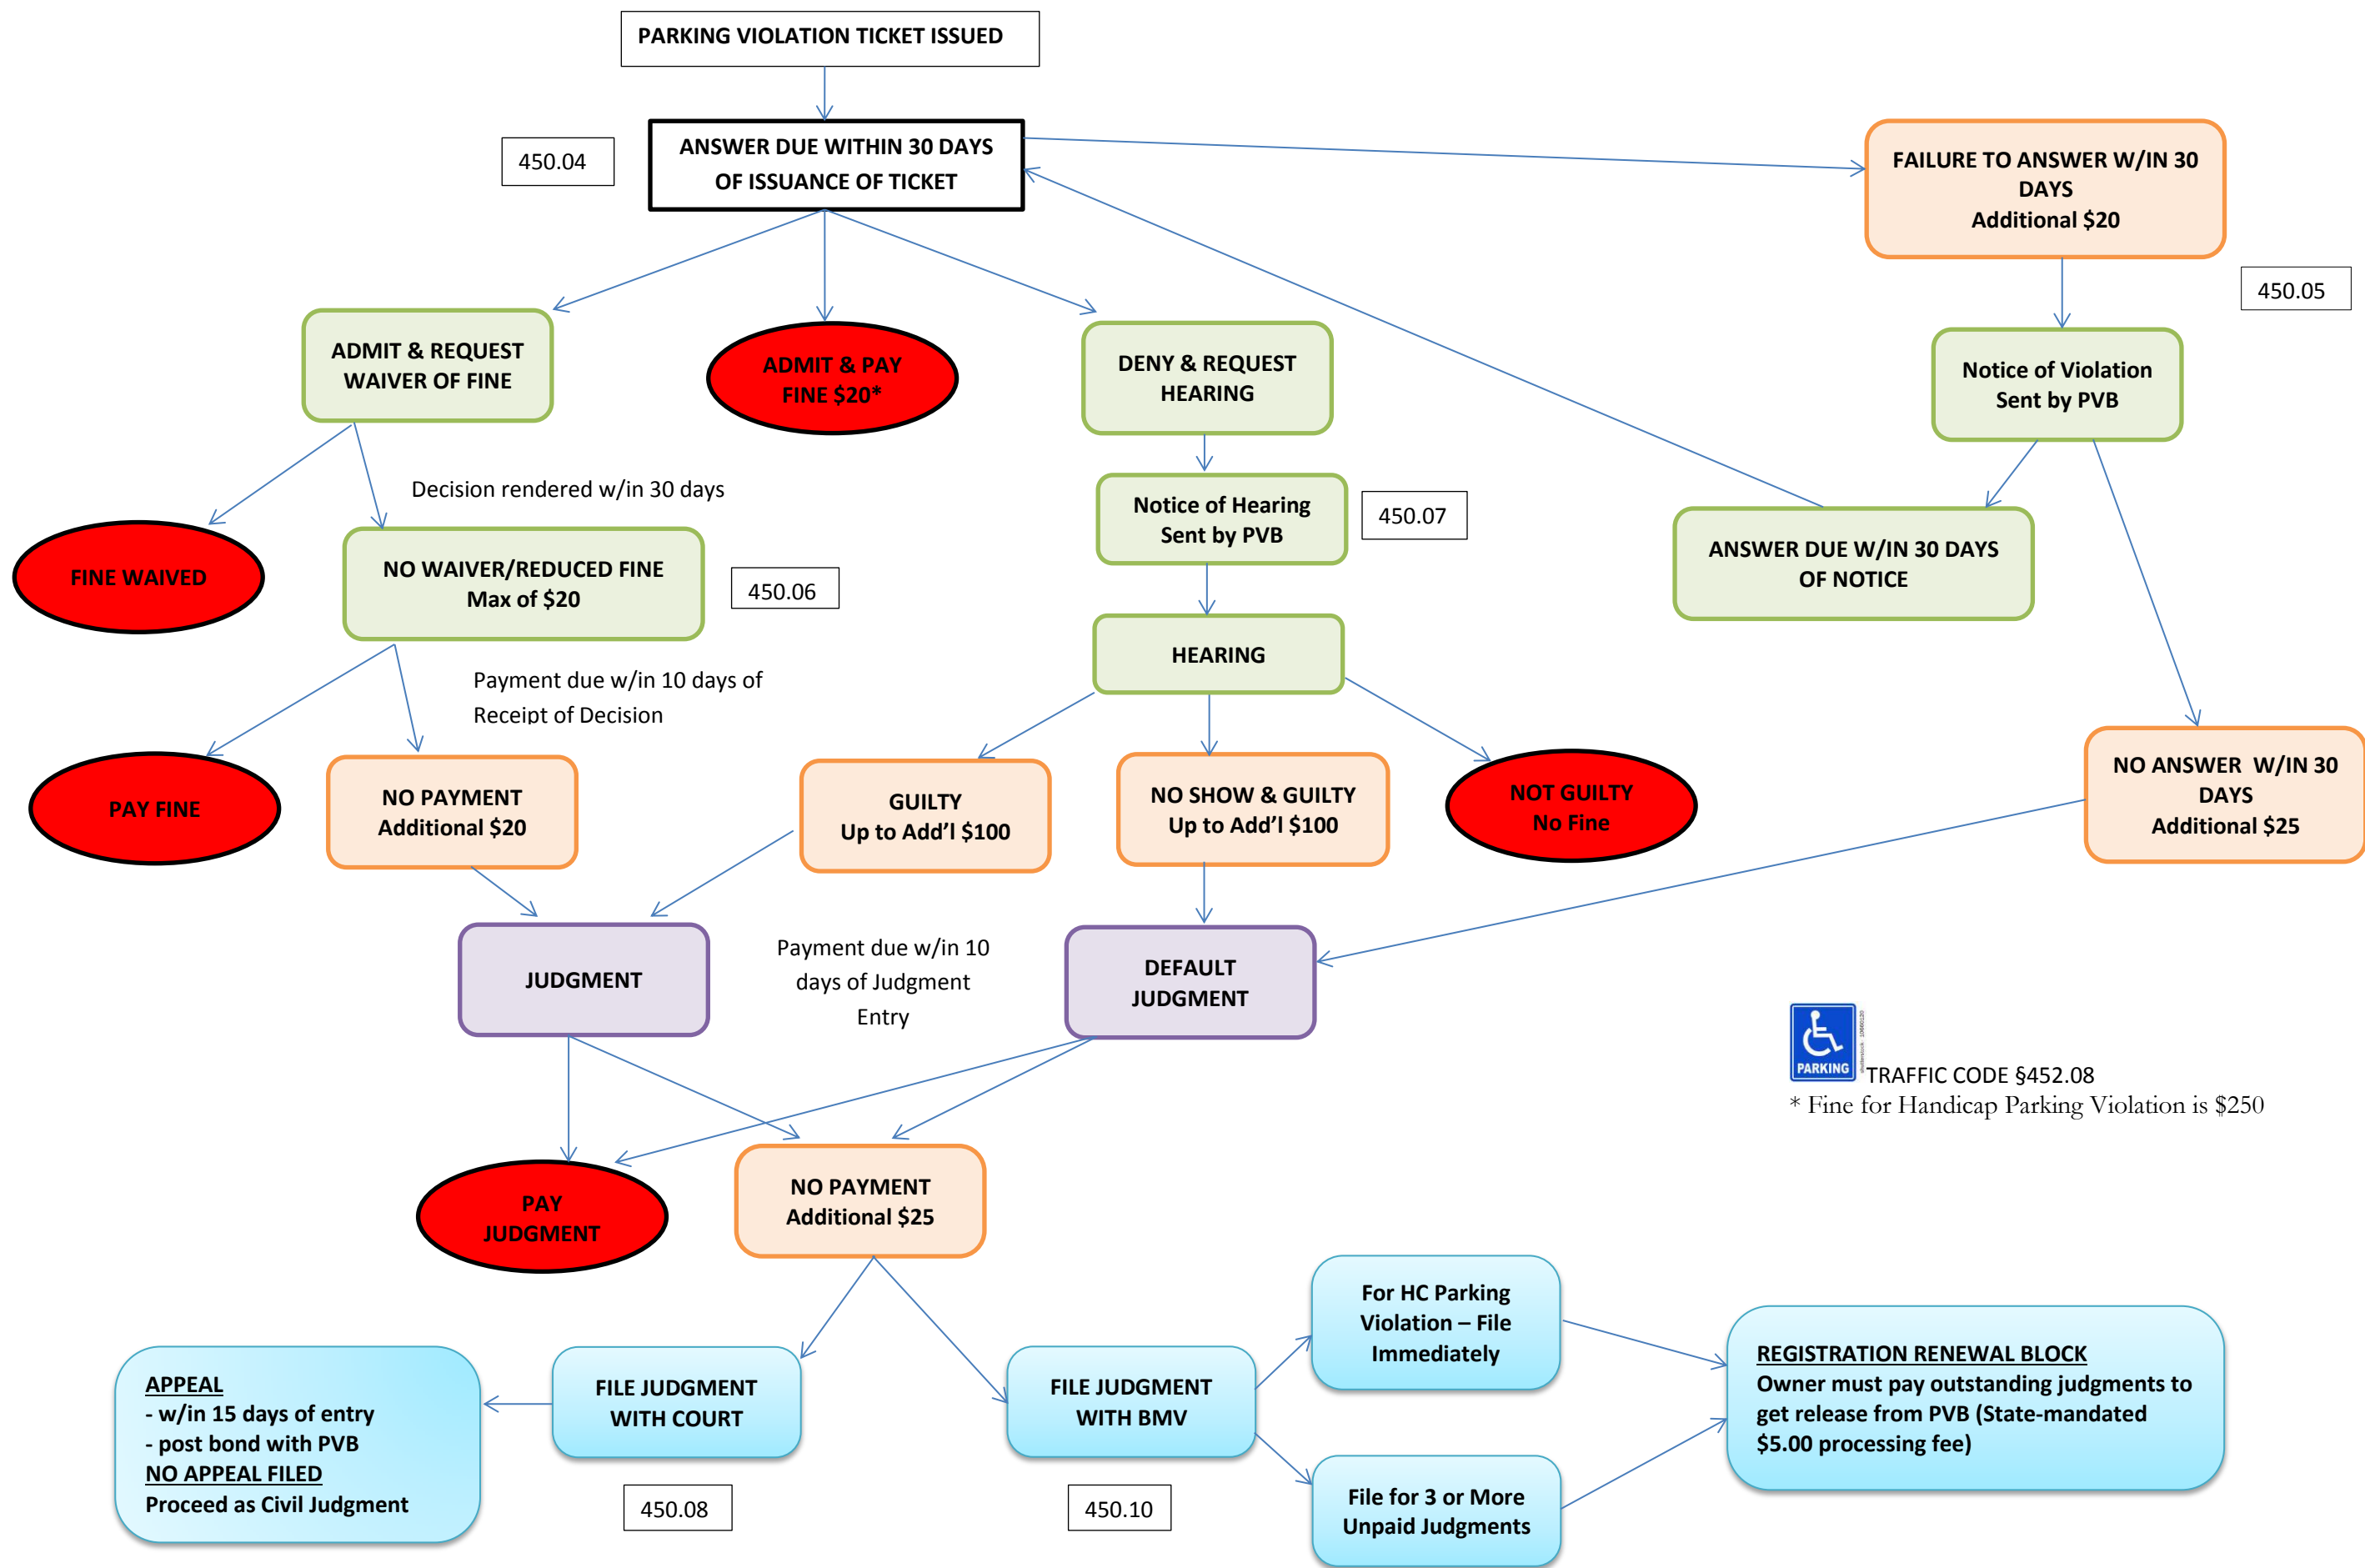 PARKING VIOLATION TICKET ISSUED
450.04
ANSWER DUE WITHIN 30 DAYS
OF ISSUANCE OF TICKET
FAILURE TO ANSWER W/IN 30
DAYS
Additional $20
450.05
ADMIT & REQUEST
WAIVER OF FINE
ADMIT & PAY
FINE $20*
DENY & REQUEST
HEARING
Notice of Violation
Sent by PVB
Decision rendered w/in 30 days
Notice of Hearing
Sent by PVB
450.07
ANSWER DUE W/IN 30 DAYS
OF NOTICE
FINE WAIVED
NO WAIVER/REDUCED FINE
Max of $20
450.06
HEARING
Payment due w/in 10 days of
Receipt of Decision
PAY FINE
NO PAYMENT
Additional $20
GUILTY
Up to Add’l $100
NO SHOW & GUILTY
Up to Add’l $100
NOT GUILTY
No Fine
NO ANSWER  W/IN 30
DAYS
Additional $25
JUDGMENT
Payment due w/in 10
days of Judgment
Entry
DEFAULT
JUDGMENT
PARKING
TRAFFIC CODE §452.08
* Fine for Handicap Parking Violation is $250
PAY
JUDGMENT
NO PAYMENT
Additional $25
For HC Parking
Violation – File
Immediately
APPEAL
- w/in 15 days of entry
- post bond with PVB
NO APPEAL FILED
Proceed as Civil Judgment
FILE JUDGMENT
WITH COURT
FILE JUDGMENT
WITH BMV
REGISTRATION RENEWAL BLOCK
Owner must pay outstanding judgments to
get release from PVB (State-mandated
$5.00 processing fee)
450.08
450.10
File for 3 or More
Unpaid Judgments